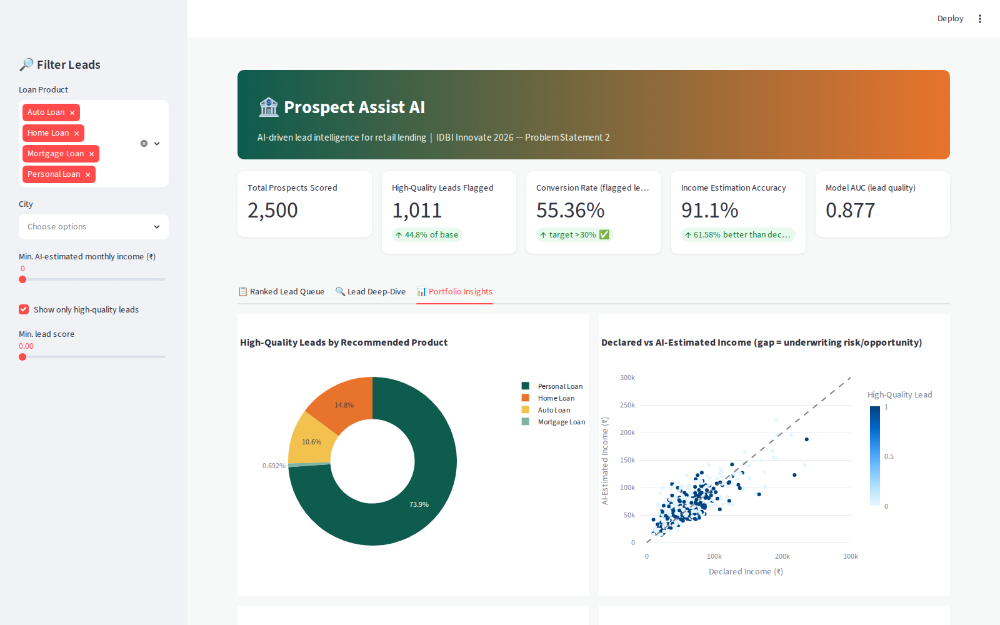 Deploy
🔎 Filter Leads
Loan Product
Auto Loan ×
Home Loan ×
Mortgage Loan ×
Personal Loan ×
City
Choose options
Min. AI-estimated monthly income (₹)
0
Show only high-quality leads
Min. lead score
0.00
🏦 Prospect Assist AI
AI-driven lead intelligence for retail lending | IDBI Innovate 2026 — Problem Statement 2
Total Prospects Scored
2,500
High-Quality Leads Flagged
1,011
↑ 44.8% of base
Conversion Rate (flagged le…
55.36%
↑ target >30% ✅
Income Estimation Accuracy
91.1%
↑ 61.58% better than dec…
Model AUC (lead quality)
0.877
📋 Ranked Lead Queue
🔍 Lead Deep-Dive
📊 Portfolio Insights
High-Quality Leads by Recommended Product
14.8%
10.6%
0.692%
73.9%
Personal Loan
Home Loan
Auto Loan
Mortgage Loan
Declared vs AI-Estimated Income (gap = underwriting risk/opportunity)
AI-Estimated Income (₹)
300k
250k
200k
150k
100k
50k
0
0
100k
200k
300k
Declared Income (₹)
High-Quality Lead
1
0.5
0